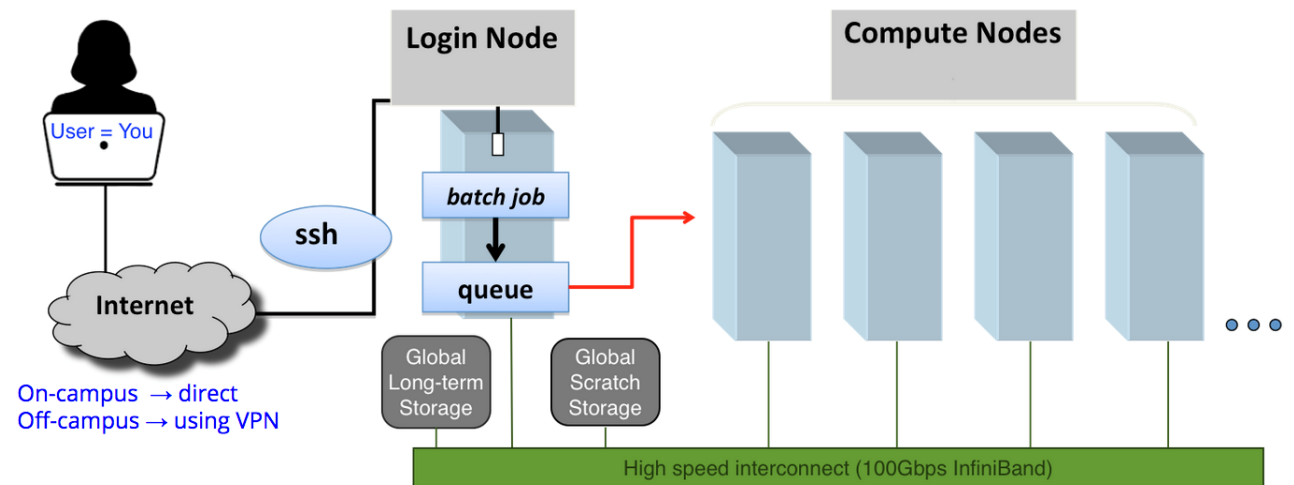 User = You
Internet
On-campus → direct
Off-campus → using VPN
ssh
Login Node
batch job
queue
Global
Long-term
Storage
Global
Scratch
Storage
Compute Nodes
High speed interconnect (100Gbps InfiniBand)